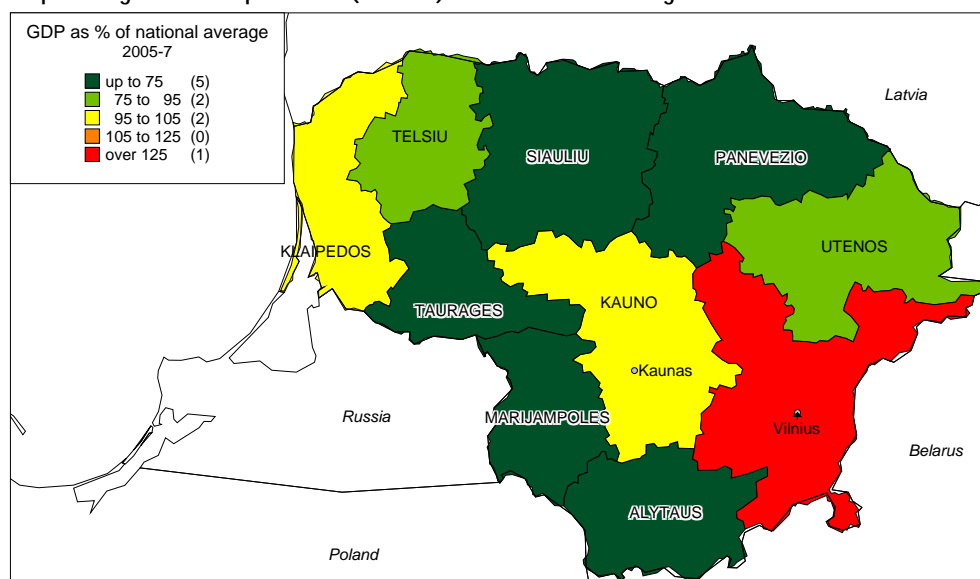 GDP as % of national average
2005-7
up to 75 (5)
75 to 95 (2)
95 to 105 (2)
105 to 125 (0)
over 125 (1)
Latvia
TELSIU
SIAULIU
PANEVEZIO
KLAIPEDOS
UTENOS
TAURAGES
KAUNO
Kaunas
Russia
MARIJAMPOLES
Vilnius
Belarus
ALYTAUS
Poland